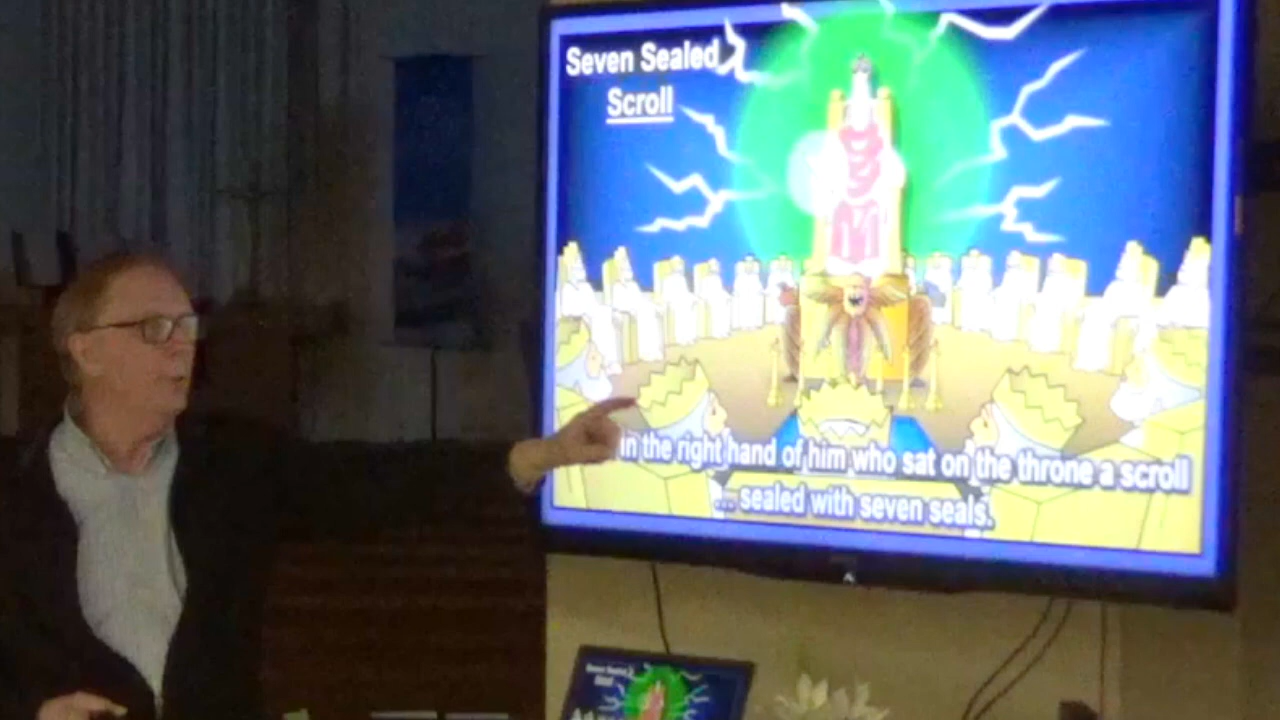 Seven Sealed
Scroll
in the right hand of him who sat on the throne a scroll
... sealed with seven seals.